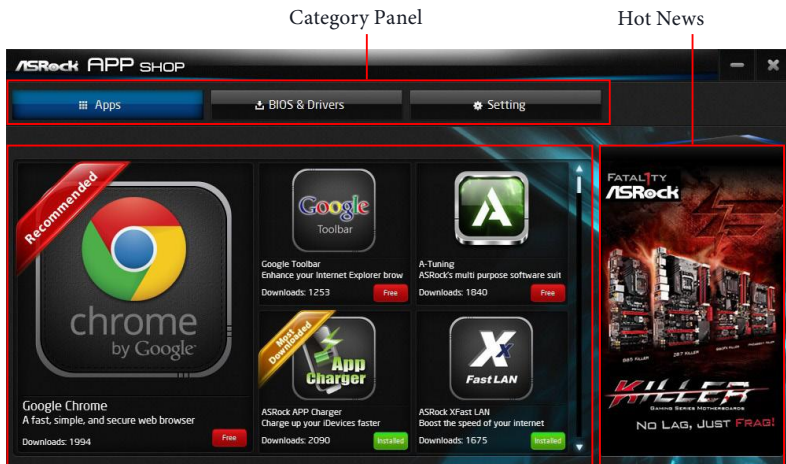 Category Panel
Hot News
ASRock APP SHOP
Apps
BIOS & Drivers
Setting
Recommended
chrome
by Google
Google Chrome
A fast, simple, and secure web browser
Downloads: 1994
Free
Google
Toolbar
Google Toolbar
Enhance your Internet Explorer brow
Downloads: 1253
Free
A-Tuning
ASRock's multi purpose software suit
Downloads: 1840
Free
Most
Downloaded
App
Charger
ASRock APP Charger
Charge up your iDevices faster
Downloads: 2090
Installed
Fast LAN
ASRock XFast LAN
Boost the speed of your internet
Downloads: 1675
Installed
FATAL1TY
ASRock
B85 KILLER
Z87 KILLER
KILLER
GAMING SERIES MOTHERBOARDS
NO LAG, JUST FRAG!